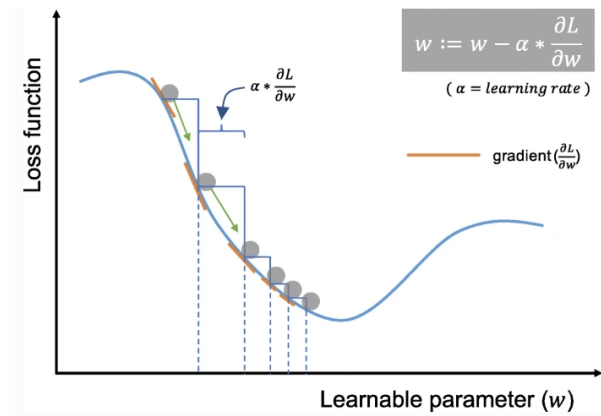 w := w − α * ∂L/∂w
( α = learning rate )
α * ∂L/∂w
gradient(∂L/∂w)
Loss function
Learnable parameter (w)